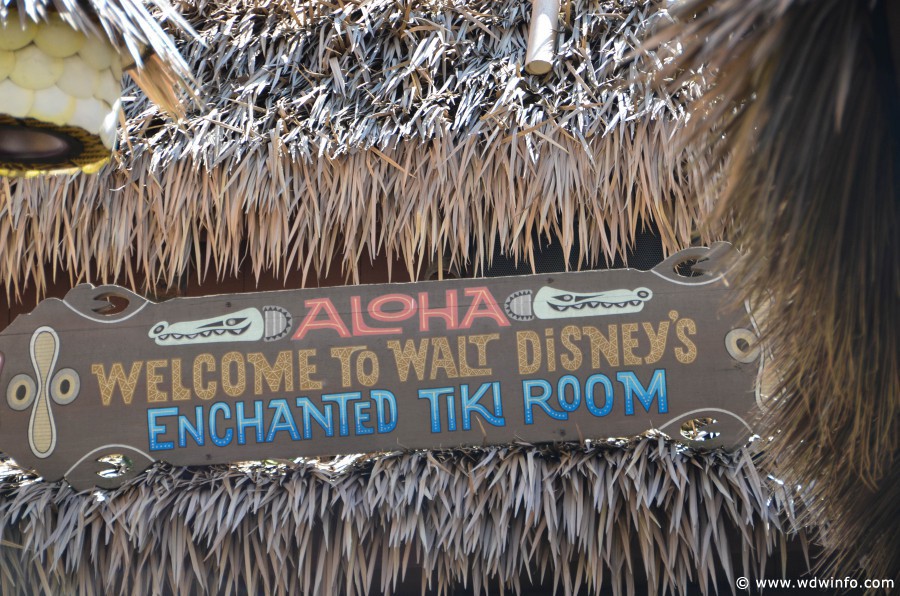 ALOHA
WELCOME TO WALT DISNEY'S
ENCHANTED TIKI ROOM
© www.wdwinfo.com